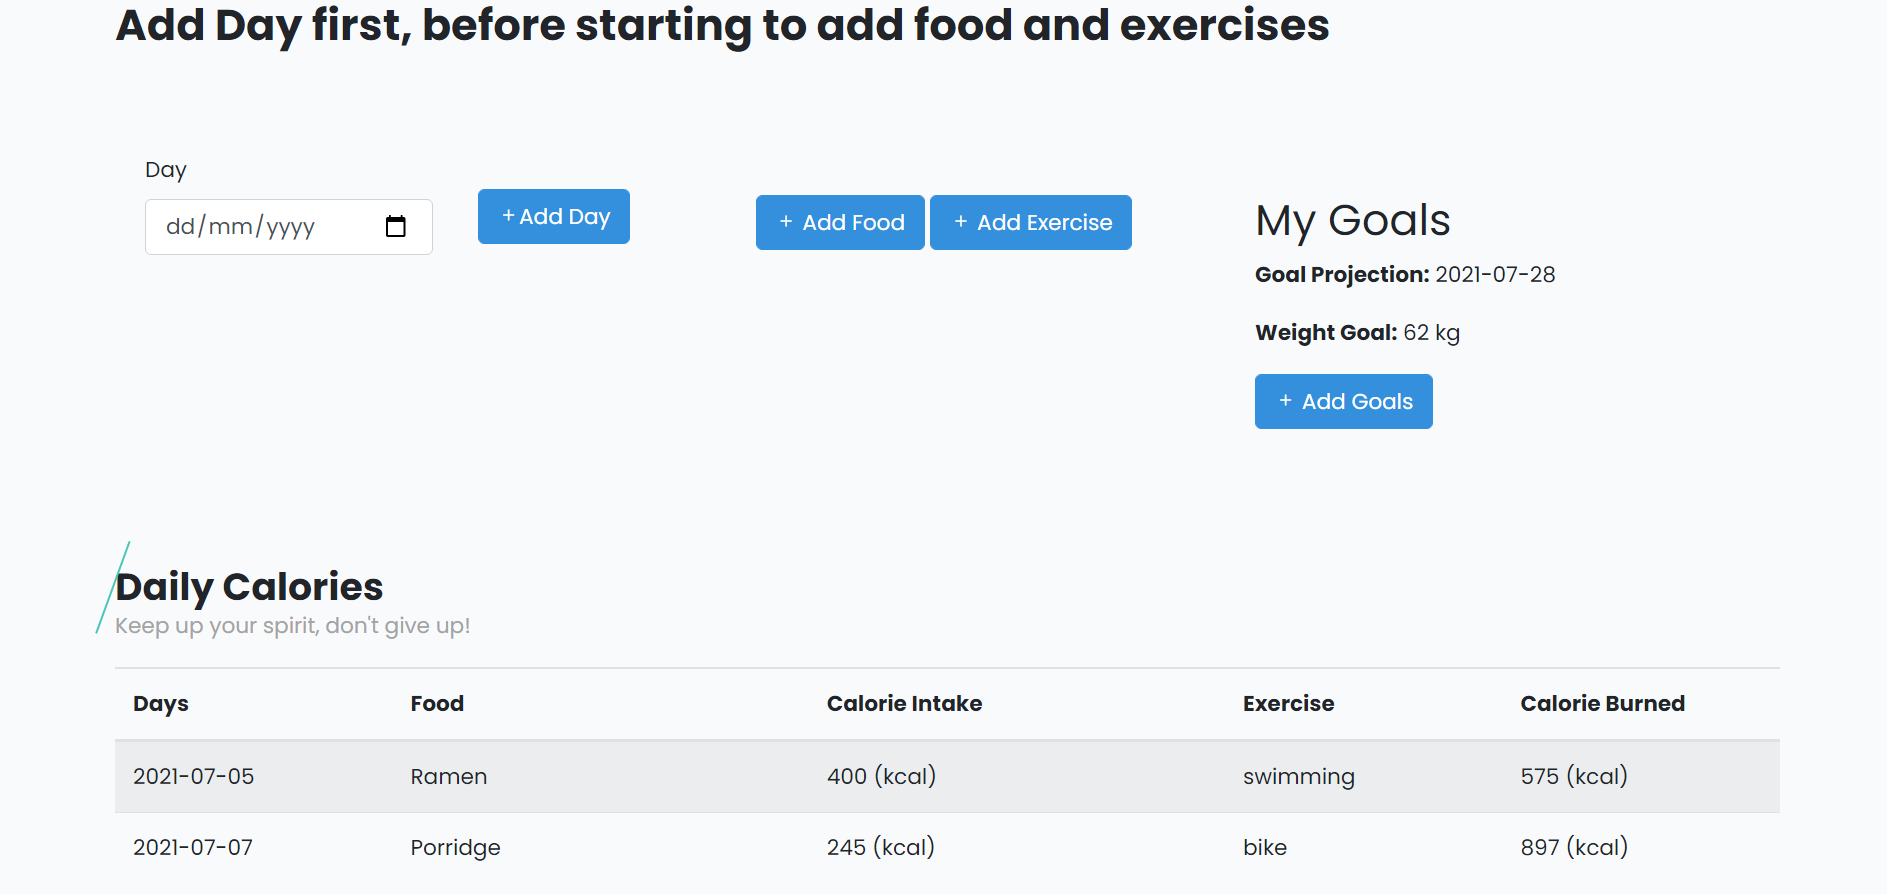 Add Day first, before starting to add food and exercises
Day
dd/mm/yyyy
+ Add Day
+ Add Food
+ Add Exercise
My Goals
Goal Projection: 2021-07-28
Weight Goal: 62 kg
+ Add Goals
Daily Calories
Keep up your spirit, don't give up!
Days Food Calorie Intake Exercise Calorie Burned
2021-07-05 Ramen 400 (kcal) swimming 575 (kcal)
2021-07-07 Porridge 245 (kcal) bike 897 (kcal)